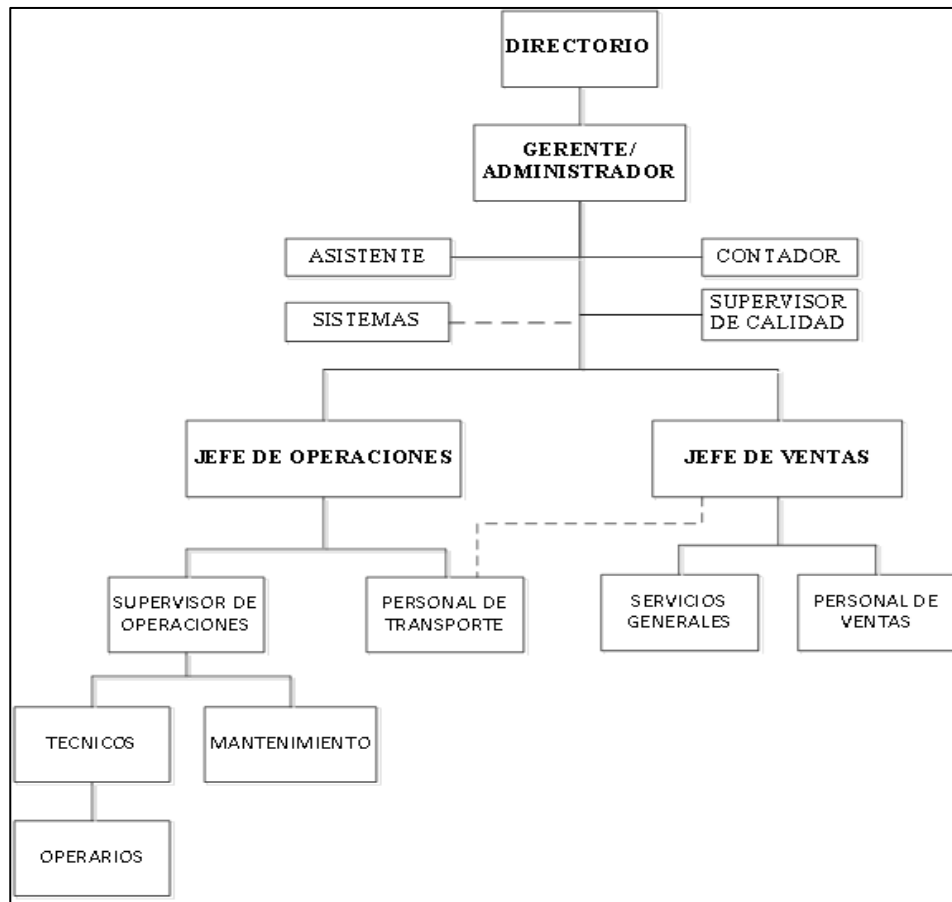 DIRECTORIO
GERENTE/
ADMINISTRADOR
ASISTENTE
CONTADOR
SISTEMAS
SUPERVISOR
DE CALIDAD
JEFE DE OPERACIONES
JEFE DE VENTAS
SUPERVISOR DE
OPERACIONES
PERSONAL DE
TRANSPORTE
SERVICIOS
GENERALES
PERSONAL DE
VENTAS
TECNICOS
MANTENIMIENTO
OPERARIOS